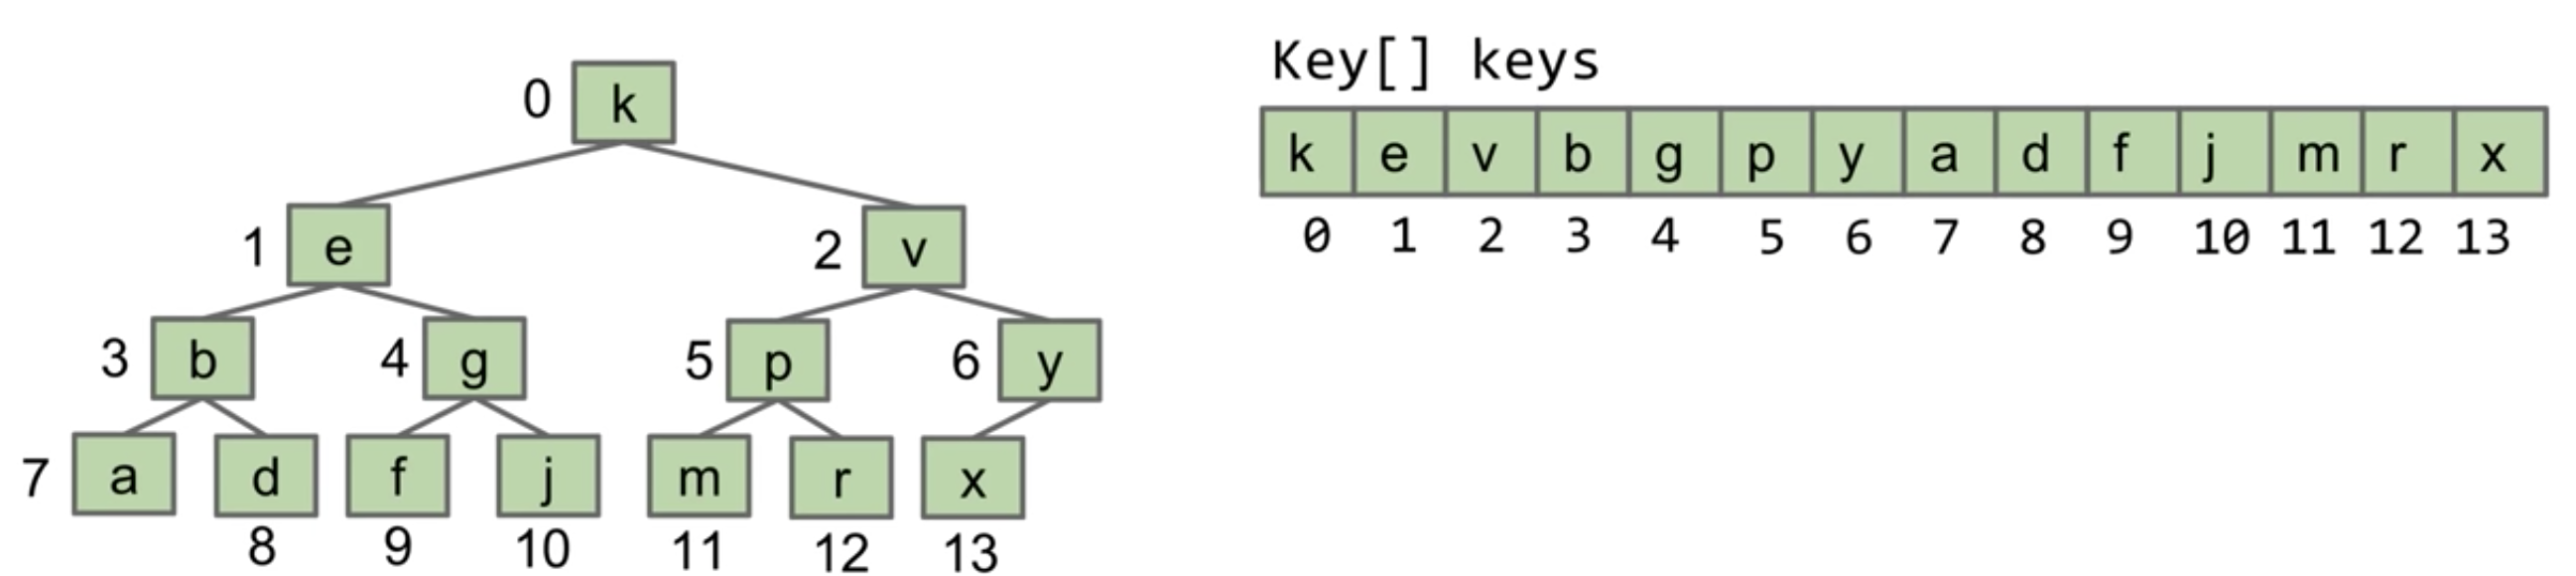 0 k
1 e 2 v
3 b 4 g 5 p 6 y
7 a d f j m r x
8 9 10 11 12 13
Key[] keys
k e v b g p y a d f j m r x
0 1 2 3 4 5 6 7 8 9 10 11 12 13